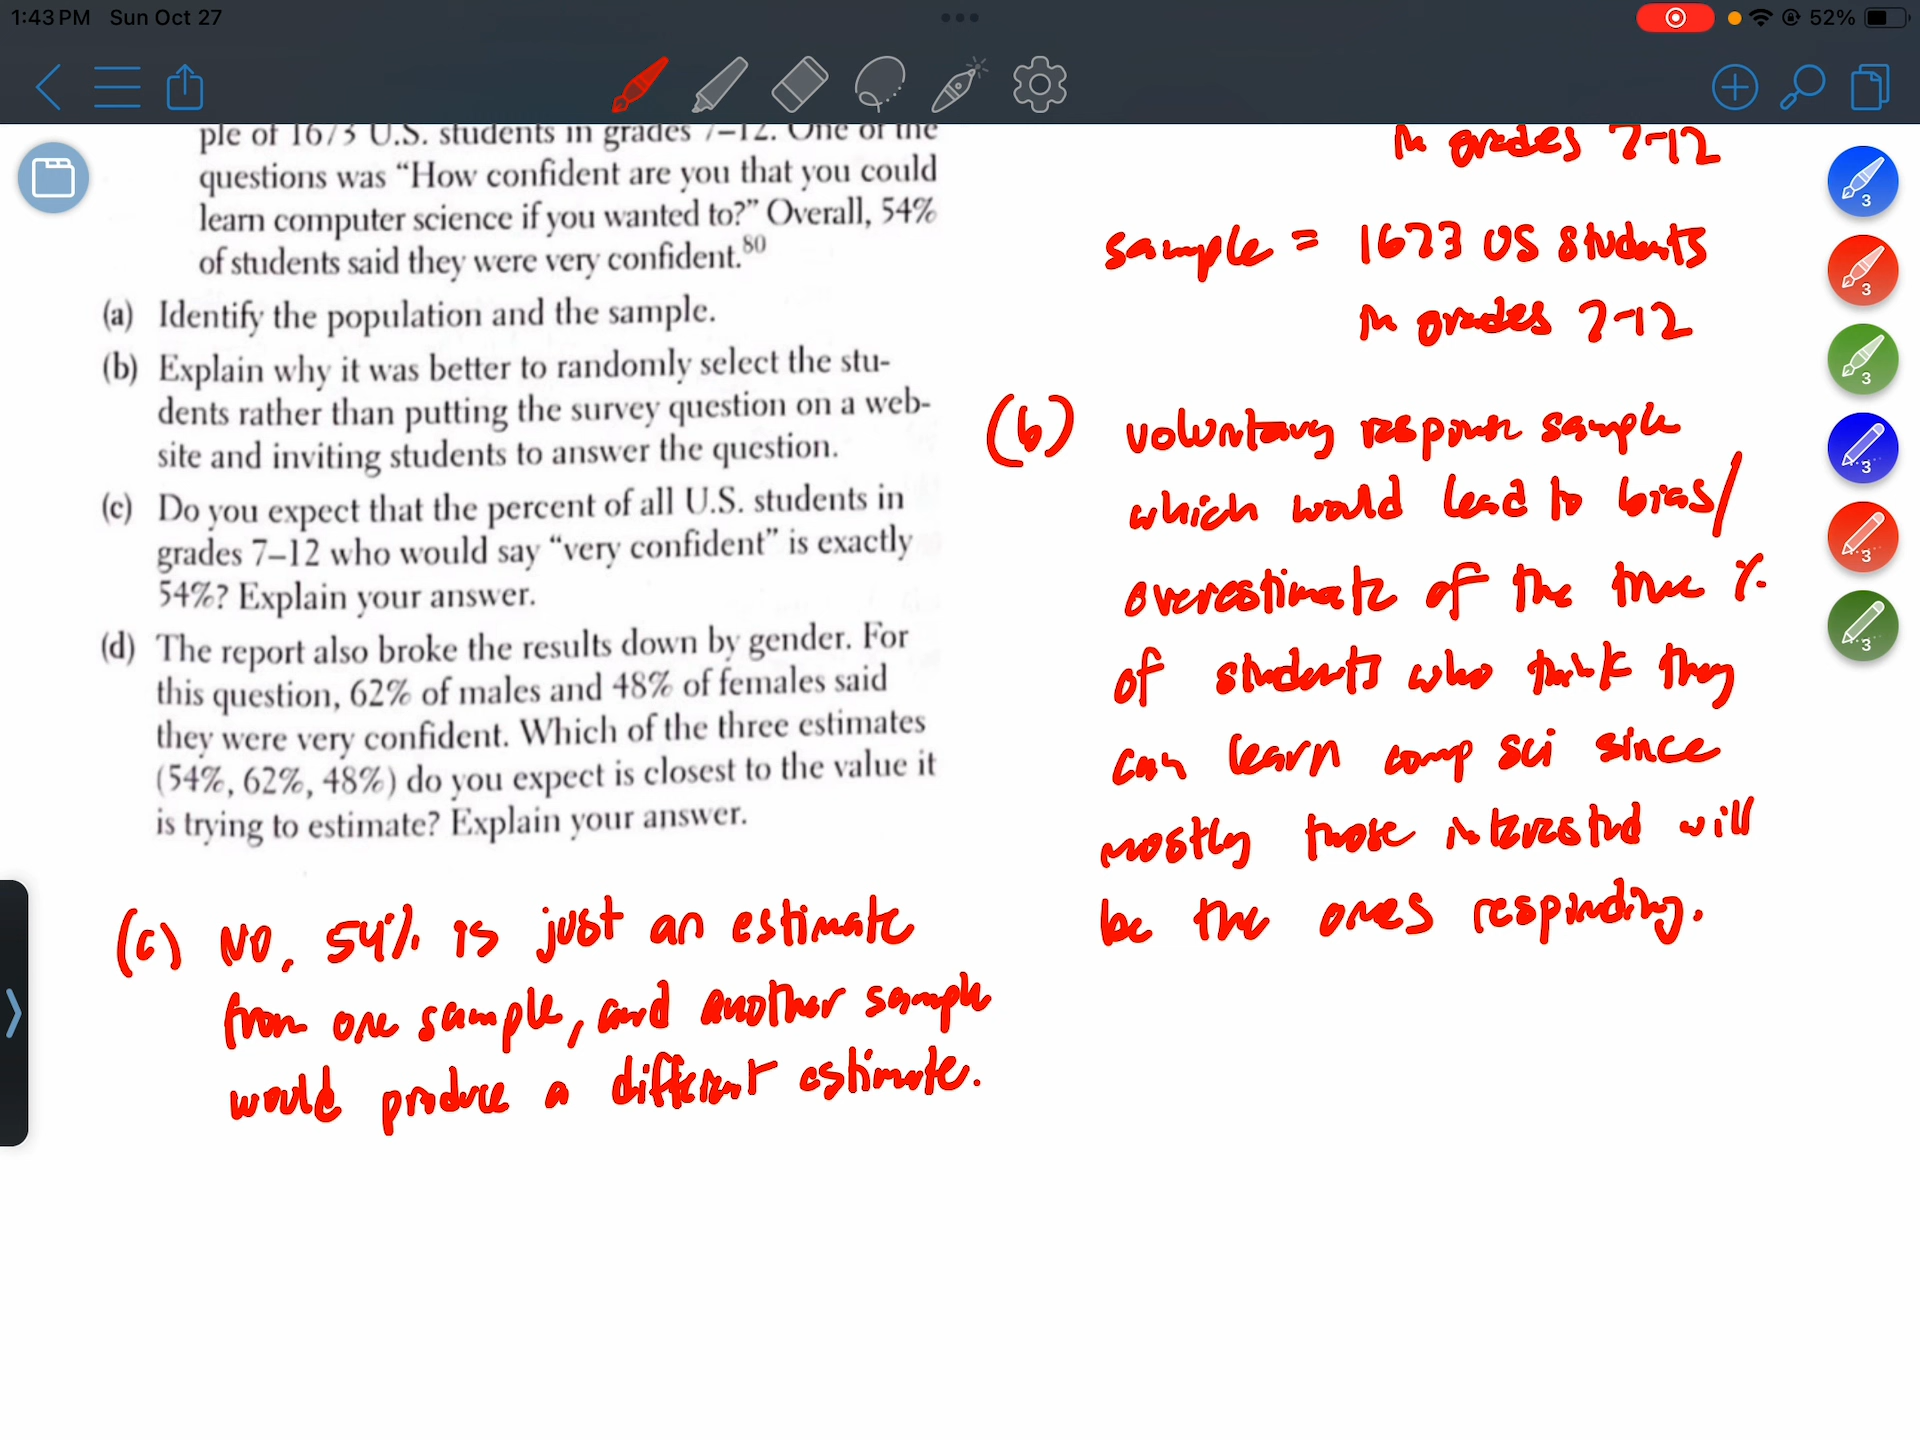 1:43 PM Sun Oct 27
52%
ple of 1673 U.S. students in grades 7–12. One of the
questions was “How confident are you that you could
learn computer science if you wanted to?” Overall, 54%
of students said they were very confident.80
(a) Identify the population and the sample.
(b) Explain why it was better to randomly select the stu-
dents rather than putting the survey question on a web-
site and inviting students to answer the question.
(c) Do you expect that the percent of all U.S. students in
grades 7–12 who would say “very confident” is exactly
54%? Explain your answer.
(d) The report also broke the results down by gender. For
this question, 62% of males and 48% of females said
they were very confident. Which of the three estimates
(54%, 62%, 48%) do you expect is closest to the value it
is trying to estimate? Explain your answer.
(c) No, 54% is just an estimate
from one sample, and another sample
would produce a different estimate.
in grades 7-12
sample = 1673 US students
in grades 7-12
(b) voluntary response sample
which would lead to bias/
overestimate of the true %
of students who think they
can learn comp sci since
mostly those interested will
be the ones responding.
3
3
3
3
3
3